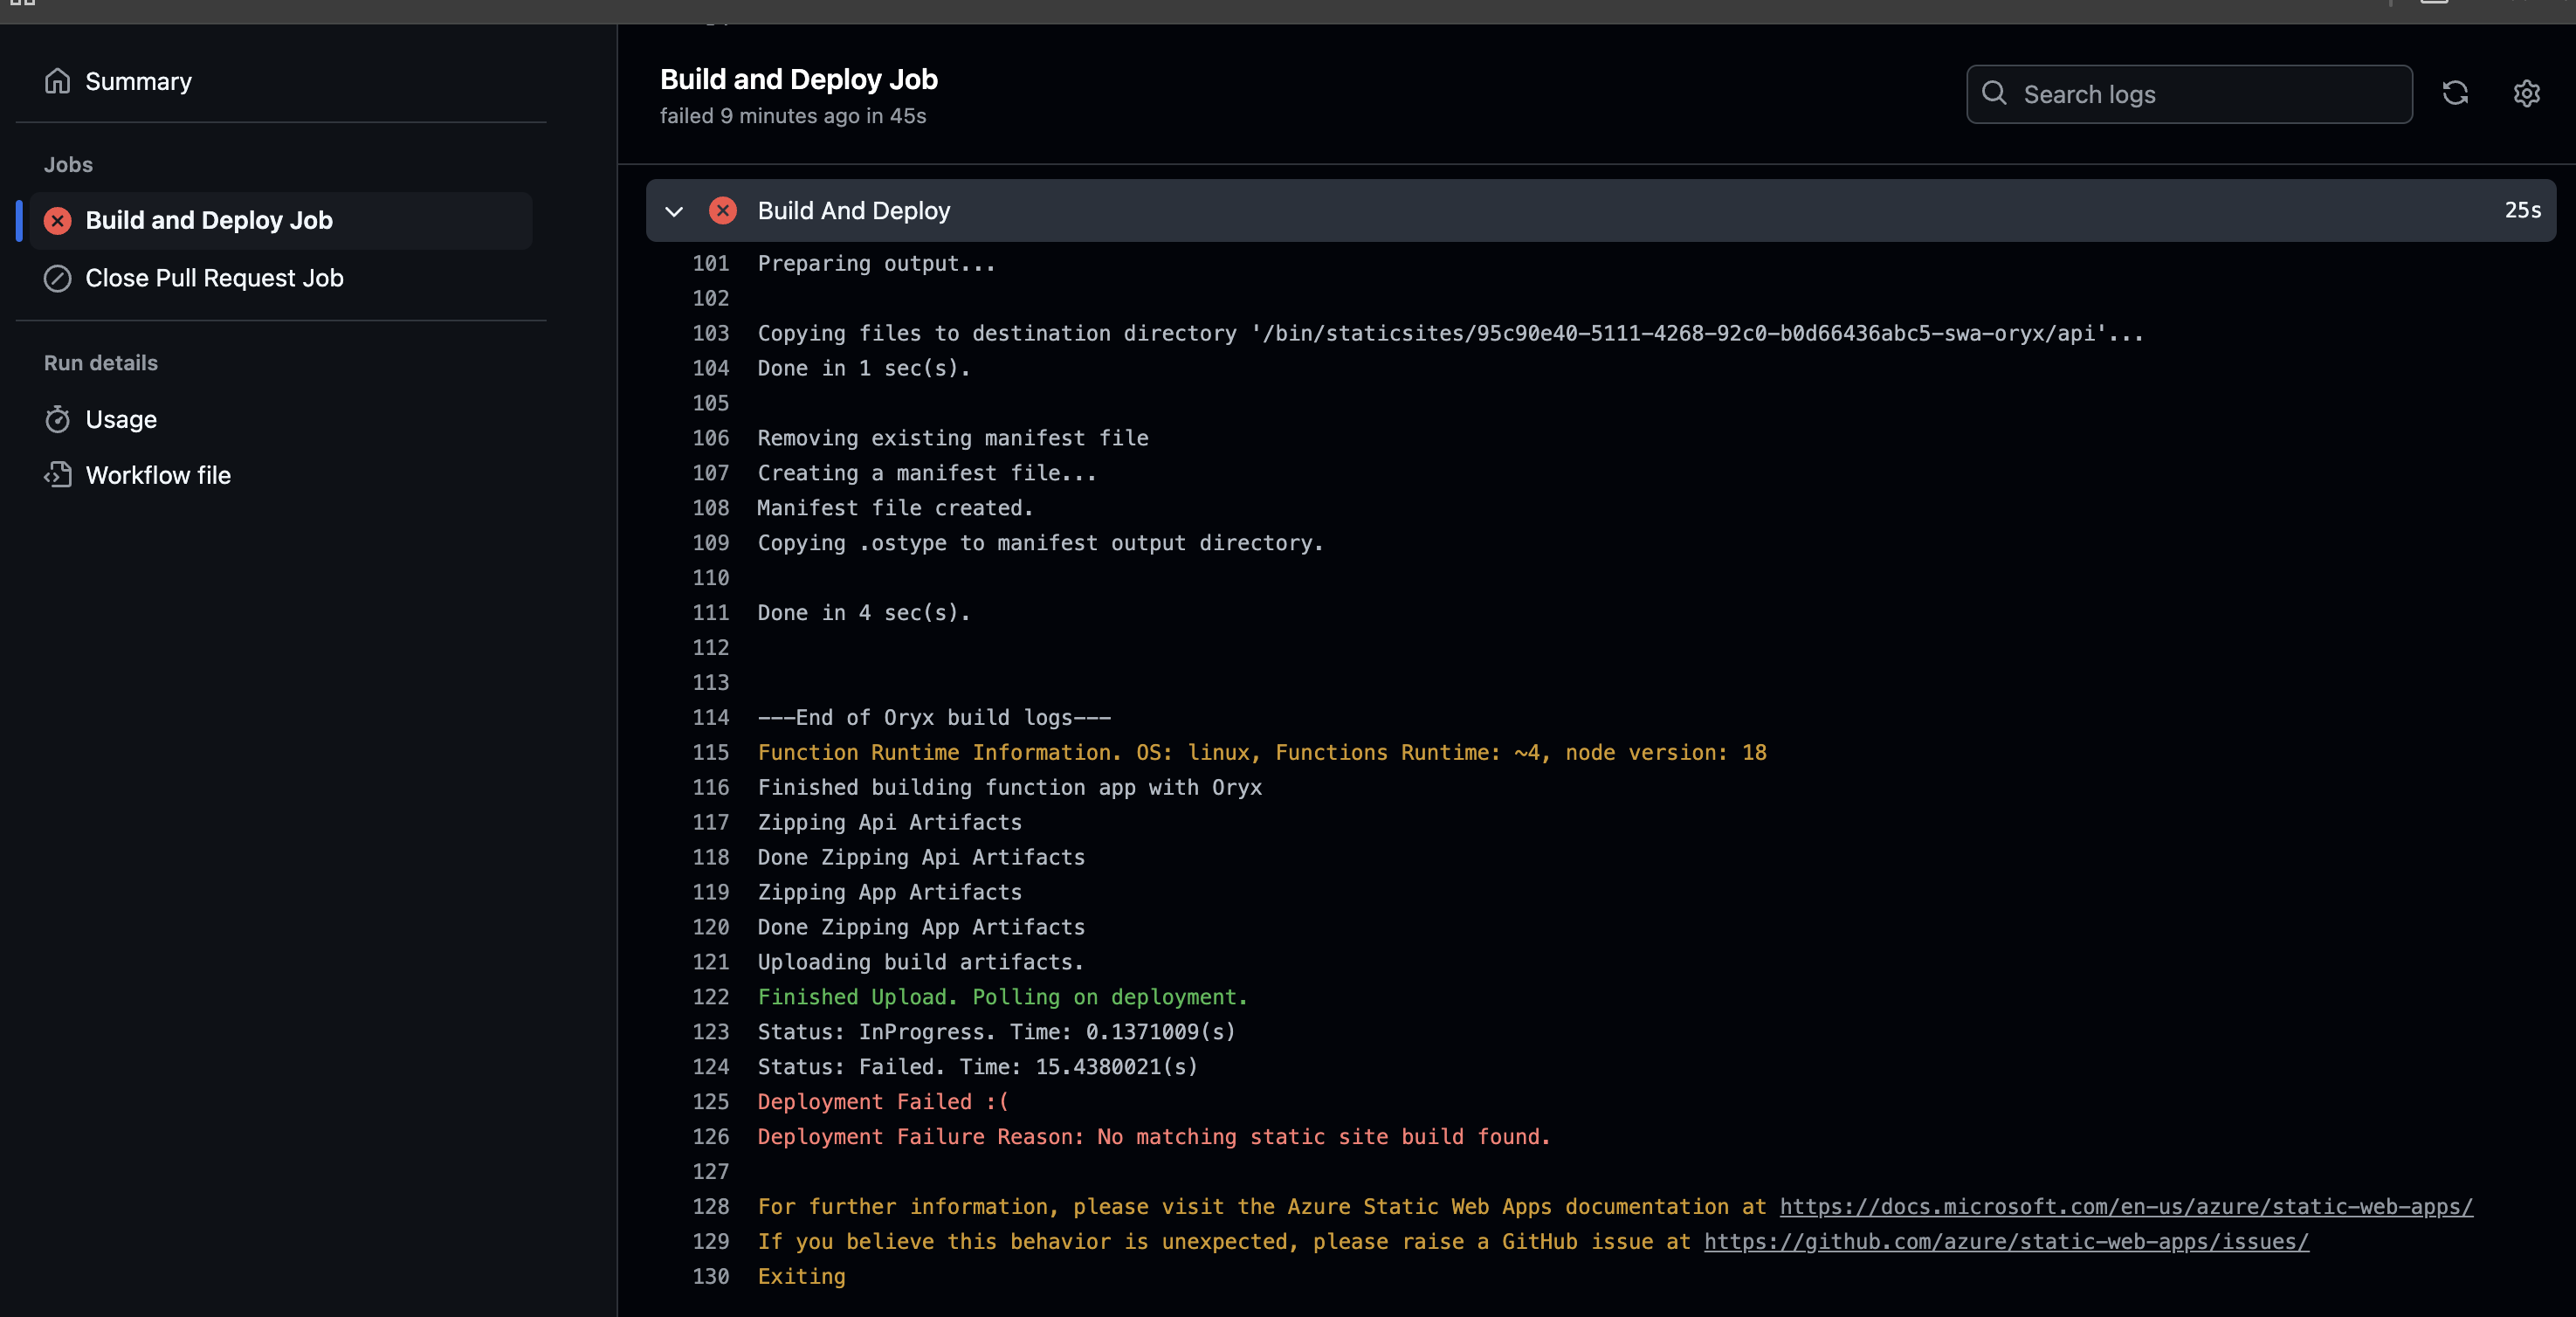 Summary
Jobs
Build and Deploy Job
Close Pull Request Job
Run details
Usage
Workflow file
Build and Deploy Job
failed 9 minutes ago in 45s
Search logs
Build And Deploy
25s
101 Preparing output...
102
103 Copying files to destination directory '/bin/staticsites/95c90e40-5111-4268-92c0-b0d66436abc5-swa-oryx/api'...
104 Done in 1 sec(s).
105
106 Removing existing manifest file
107 Creating a manifest file...
108 Manifest file created.
109 Copying .ostype to manifest output directory.
110
111 Done in 4 sec(s).
112
113
114 ---End of Oryx build logs---
115 Function Runtime Information. OS: linux, Functions Runtime: ~4, node version: 18
116 Finished building function app with Oryx
117 Zipping Api Artifacts
118 Done Zipping Api Artifacts
119 Zipping App Artifacts
120 Done Zipping App Artifacts
121 Uploading build artifacts.
122 Finished Upload. Polling on deployment.
123 Status: InProgress. Time: 0.1371009(s)
124 Status: Failed. Time: 15.4380021(s)
125 Deployment Failed :(
126 Deployment Failure Reason: No matching static site build found.
127
128 For further information, please visit the Azure Static Web Apps documentation at https://docs.microsoft.com/en-us/azure/static-web-apps/
129 If you believe this behavior is unexpected, please raise a GitHub issue at https://github.com/azure/static-web-apps/issues/
130 Exiting